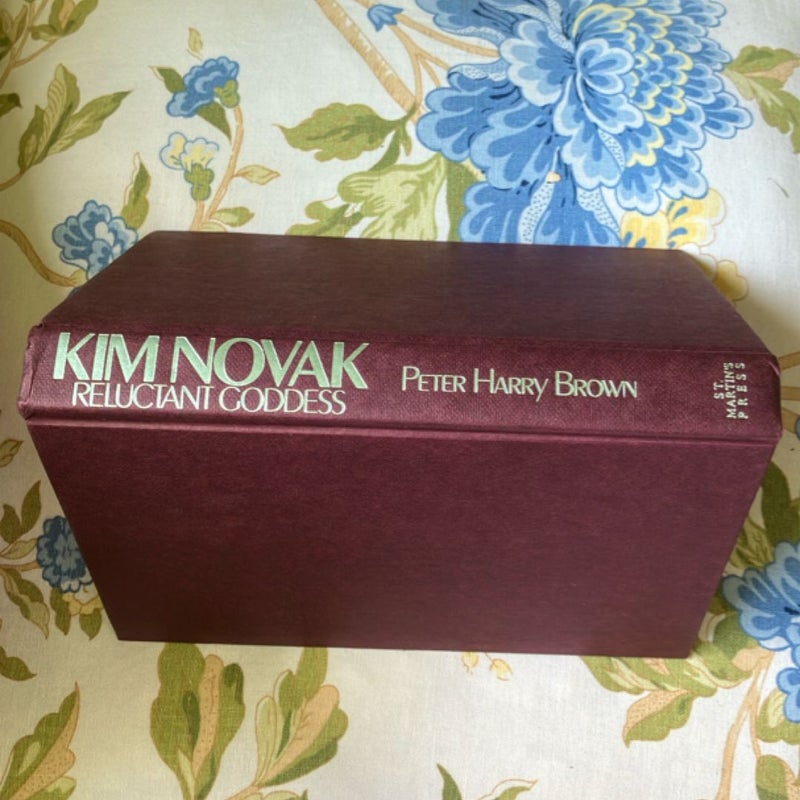 KIM NOVAK
RELUCTANT GODDESS
PETER HARRY BROWN
ST.
MARTIN'S
PRESS